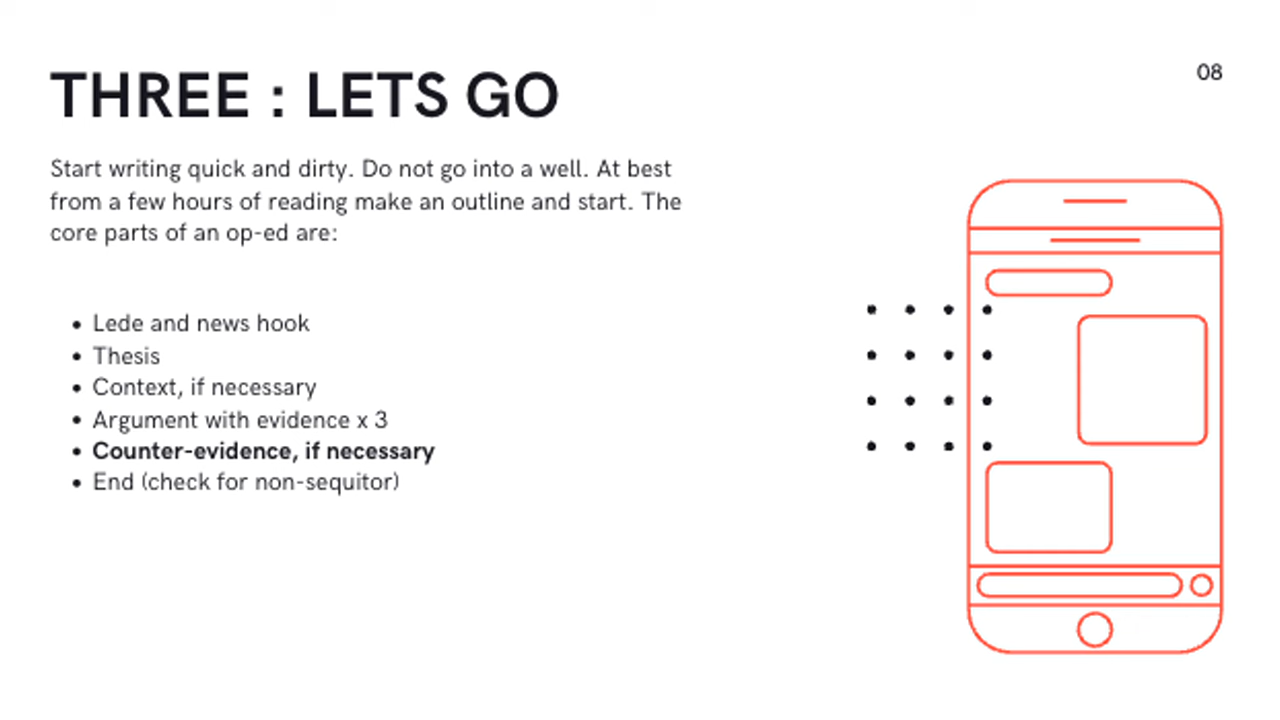 THREE : LETS GO
08
Start writing quick and dirty. Do not go into a well. At best
from a few hours of reading make an outline and start. The
core parts of an op-ed are:
• Lede and news hook
• Thesis
• Context, if necessary
• Argument with evidence x 3
• Counter-evidence, if necessary
• End (check for non-sequitor)